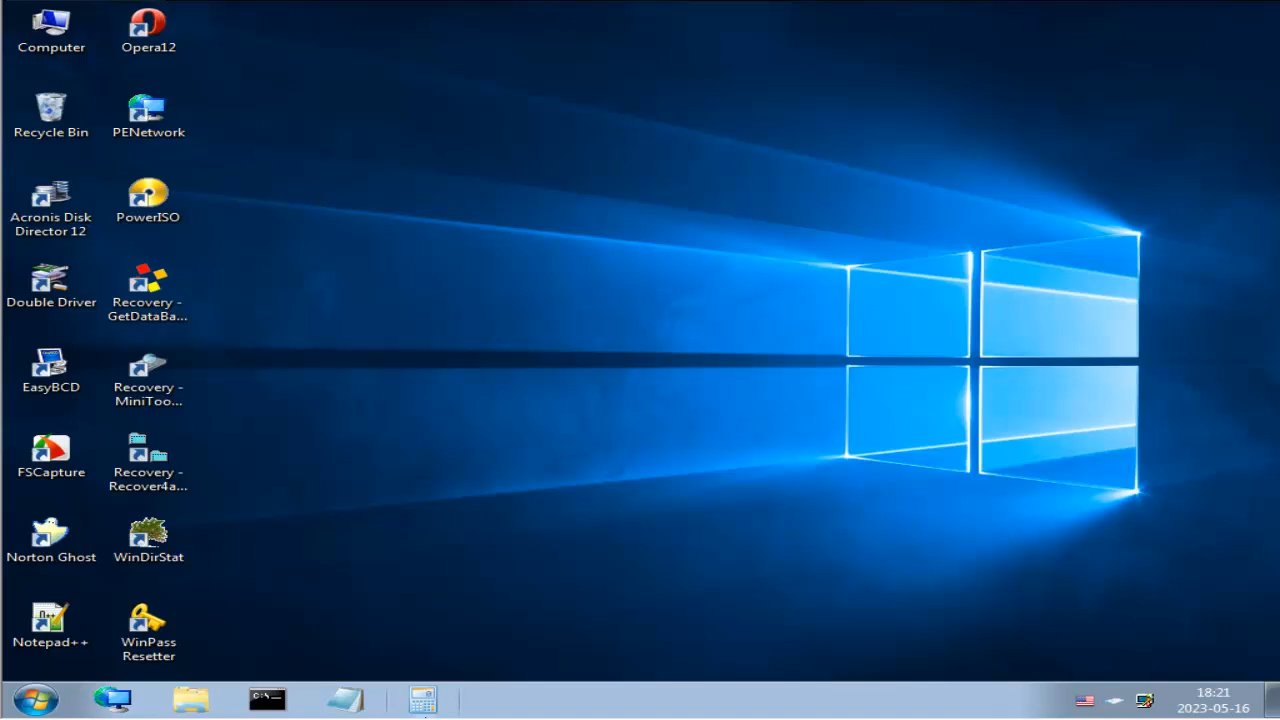 Computer
Opera12
Recycle Bin
PENetwork
Acronis Disk
Director 12
PowerISO
Double Driver
Recovery -
GetDataBa...
EasyBCD
Recovery -
MiniToo...
FSCapture
Recovery -
Recover4a...
Norton Ghost
WinDirStat
Notepad++
WinPass
Resetter
C:\_
18:21
2023-05-16